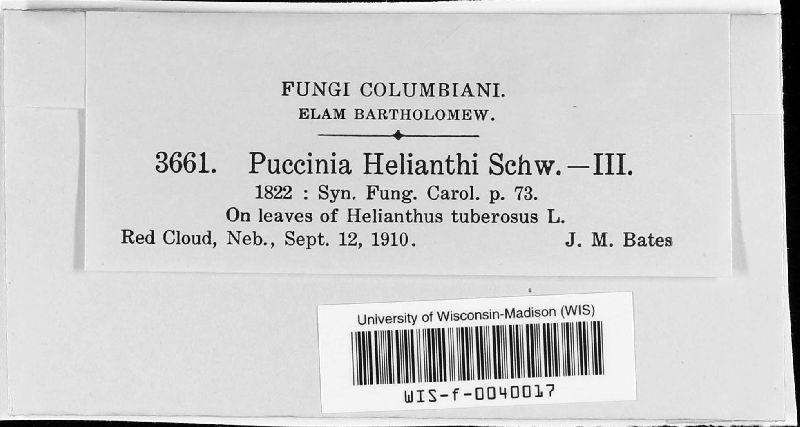 FUNGI COLUMBIANI.
ELAM BARTHOLOMEW.
3661. Puccinia Helianthi Schw.—III.
1822 : Syn. Fung. Carol. p. 73.
On leaves of Helianthus tuberosus L.
Red Cloud, Neb., Sept. 12, 1910. J. M. Bates
University of Wisconsin-Madison (WIS)
WIS-f-0040017